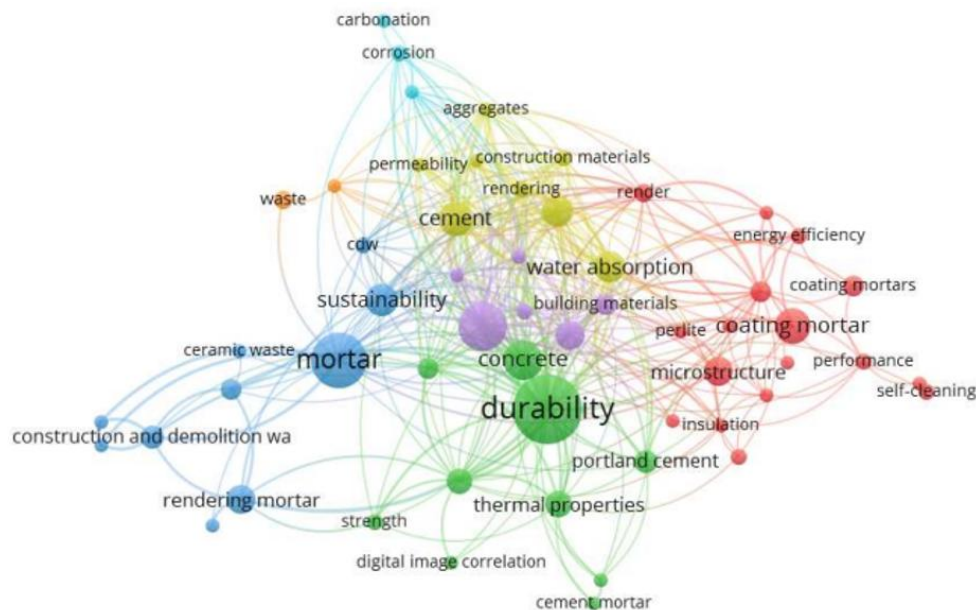 carbonation
corrosion
aggregates
construction materials
permeability
rendering
render
waste
cement
energy efficiency
cdw
water absorption
coating mortars
sustainability
building materials
coating mortar
perlite
ceramic waste
mortar
concrete
microstructure
performance
self-cleaning
durability
insulation
construction and demolition wa
portland cement
rendering mortar
thermal properties
strength
digital image correlation
cement mortar